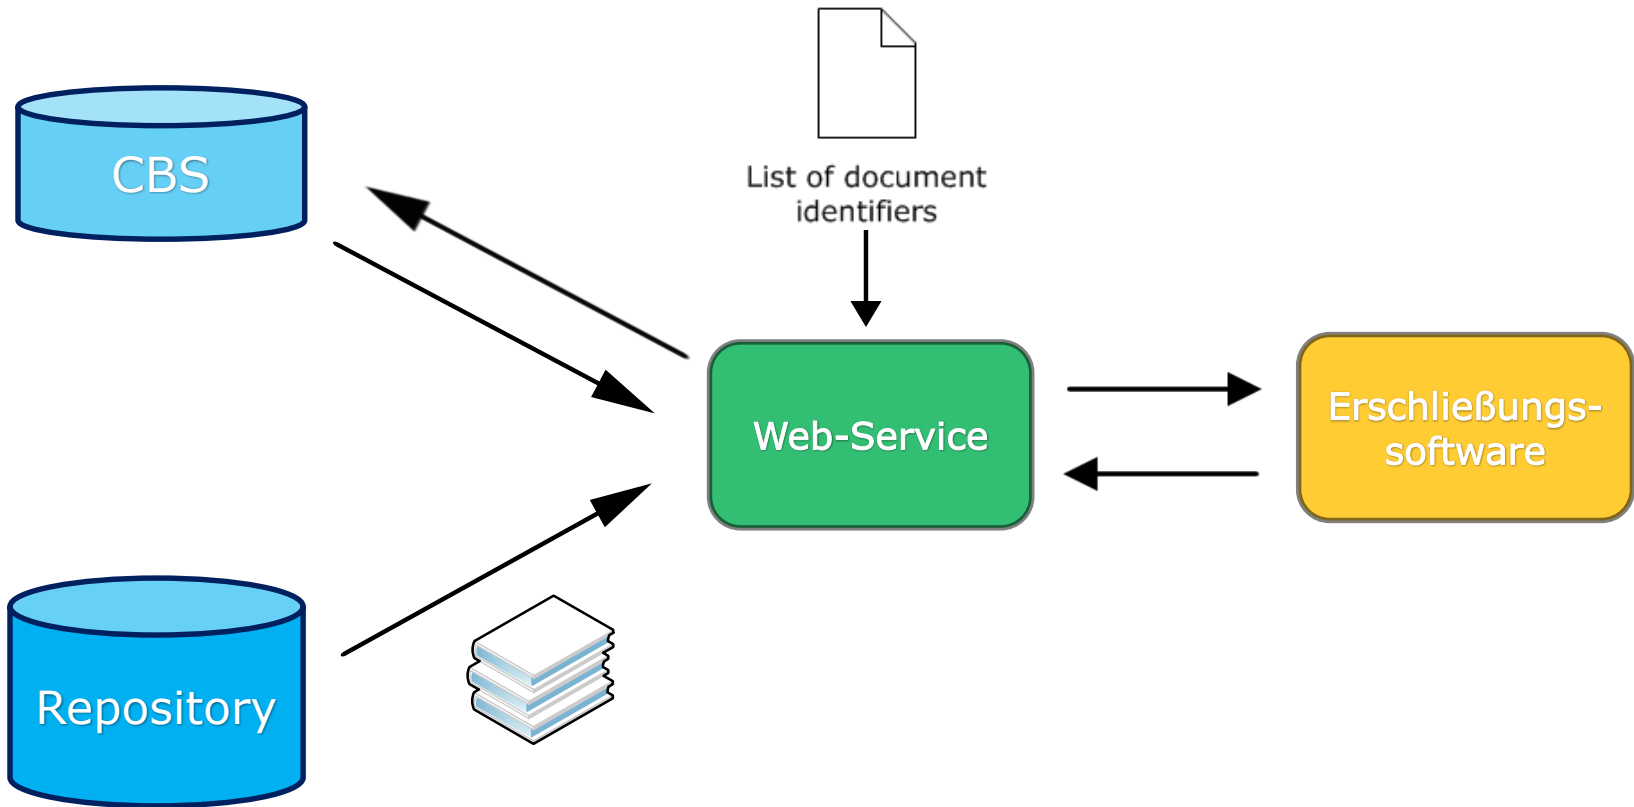 List of document
identifiers
CBS
Web-Service
Erschließungs-
software
Repository